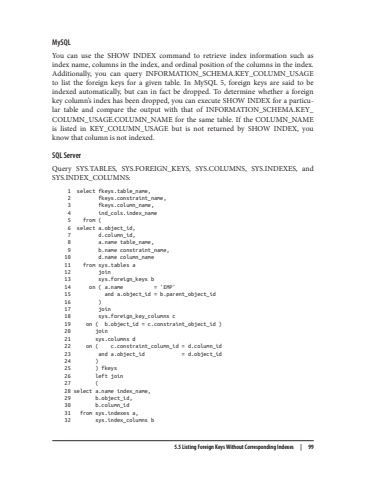 MySQL
You can use the SHOW INDEX command to retrieve index information such as
index name, columns in the index, and ordinal position of the columns in the index.
Additionally, you can query INFORMATION_SCHEMA.KEY_COLUMN_USAGE
to list the foreign keys for a given table. In MySQL 5, foreign keys are said to be
indexed automatically, but can in fact be dropped. To determine whether a foreign
key column's index has been dropped, you can execute SHOW INDEX for a particu-
lar table and compare the output with that of INFORMATION_SCHEMA.KEY_
COLUMN_USAGE.COLUMN_NAME for the same table. If the COLUMN_NAME
is listed in KEY_COLUMN_USAGE but is not returned by SHOW INDEX, you
know that column is not indexed.
SQL Server
Query SYS.TABLES, SYS.FOREIGN_KEYS, SYS.COLUMNS, SYS.INDEXES, and
SYS.INDEX_COLUMNS:
1 select fkeys.table_name,
2 fkeys.constraint_name,
3 fkeys.column_name,
4 ind_cols.index_name
5 from (
6 select a.object_id,
7 d.column_id,
8 a.name table_name,
9 b.name constraint_name,
10 d.name column_name
11 from sys.tables a
12 join
13 sys.foreign_keys b
14 on ( a.name = 'EMP'
15 and a.object_id = b.parent_object_id
16 )
17 join
18 sys.foreign_key_columns c
19 on ( b.object_id = c.constraint_object_id )
20 join
21 sys.columns d
22 on ( c.constraint_column_id = d.column_id
23 and a.object_id = d.object_id
24 )
25 ) fkeys
26 left join
27 (
28 select a.name index_name,
29 b.object_id,
30 b.column_id
31 from sys.indexes a,
32 sys.index_columns b
5.5 Listing Foreign Keys Without Corresponding Indexes | 99